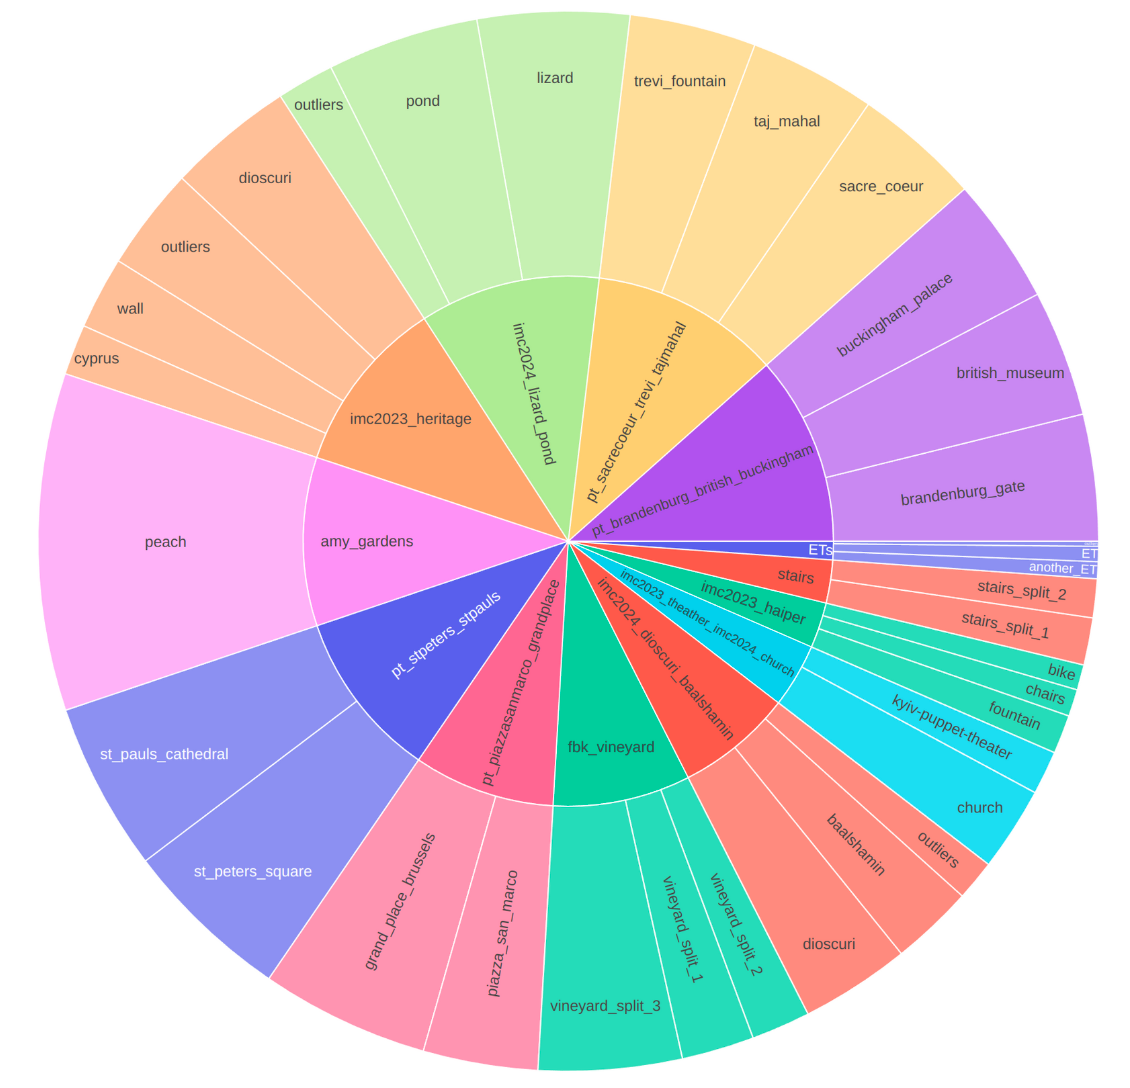 lizard
trevi_fountain
pond
outliers
taj_mahal
dioscuri
sacre_coeur
outliers
buckingham_palace
wall
british_museum
cyprus
imc2024_lizard_pond
pt_sacrecoeur_trevi_tajmahal
imc2023_heritage
pt_brandenburg_british_buckingham
brandenburg_gate
peach
amy_gardens
ETs
ET
another_ET
stairs
stairs_split_2
stairs_split_1
imc2023_haiper
bike
chairs
fountain
imc2023_theather_imc2024_church
kyiv-puppet-theater
church
imc2024_dioscuri_baalshamin
outliers
baalshamin
dioscuri
fbk_vineyard
vineyard_split_2
vineyard_split_1
vineyard_split_3
pt_piazzasanmarco_grandplace
piazza_san_marco
grand_place_brussels
pt_stpeters_stpauls
st_peters_square
st_pauls_cathedral